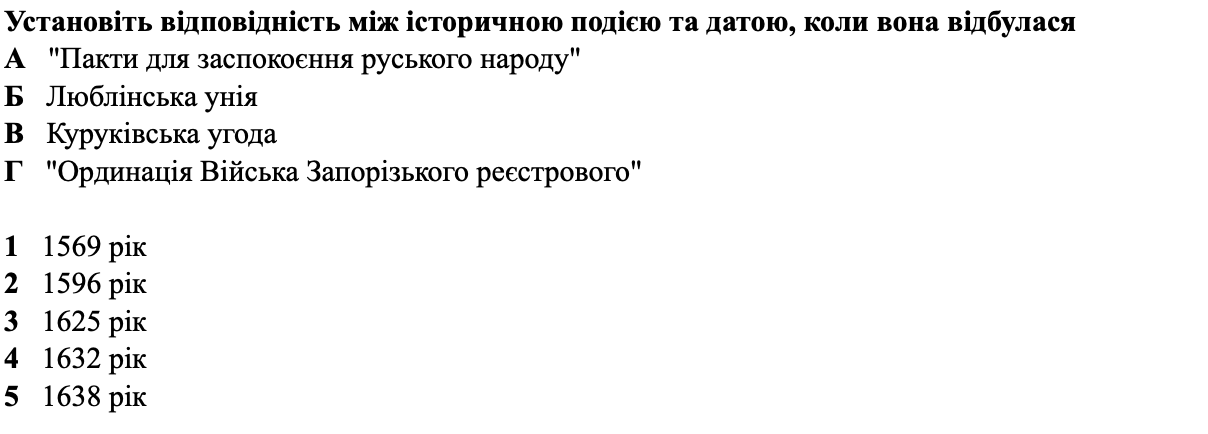 Установіть відповідність між історичною подією та датою, коли вона відбулася
А "Пакти для заспокоєння руського народу"
Б Люблінська унія
В Куруківська угода
Г "Ординація Війська Запорізького реєстрового"
1 1569 рік
2 1596 рік
3 1625 рік
4 1632 рік
5 1638 рік